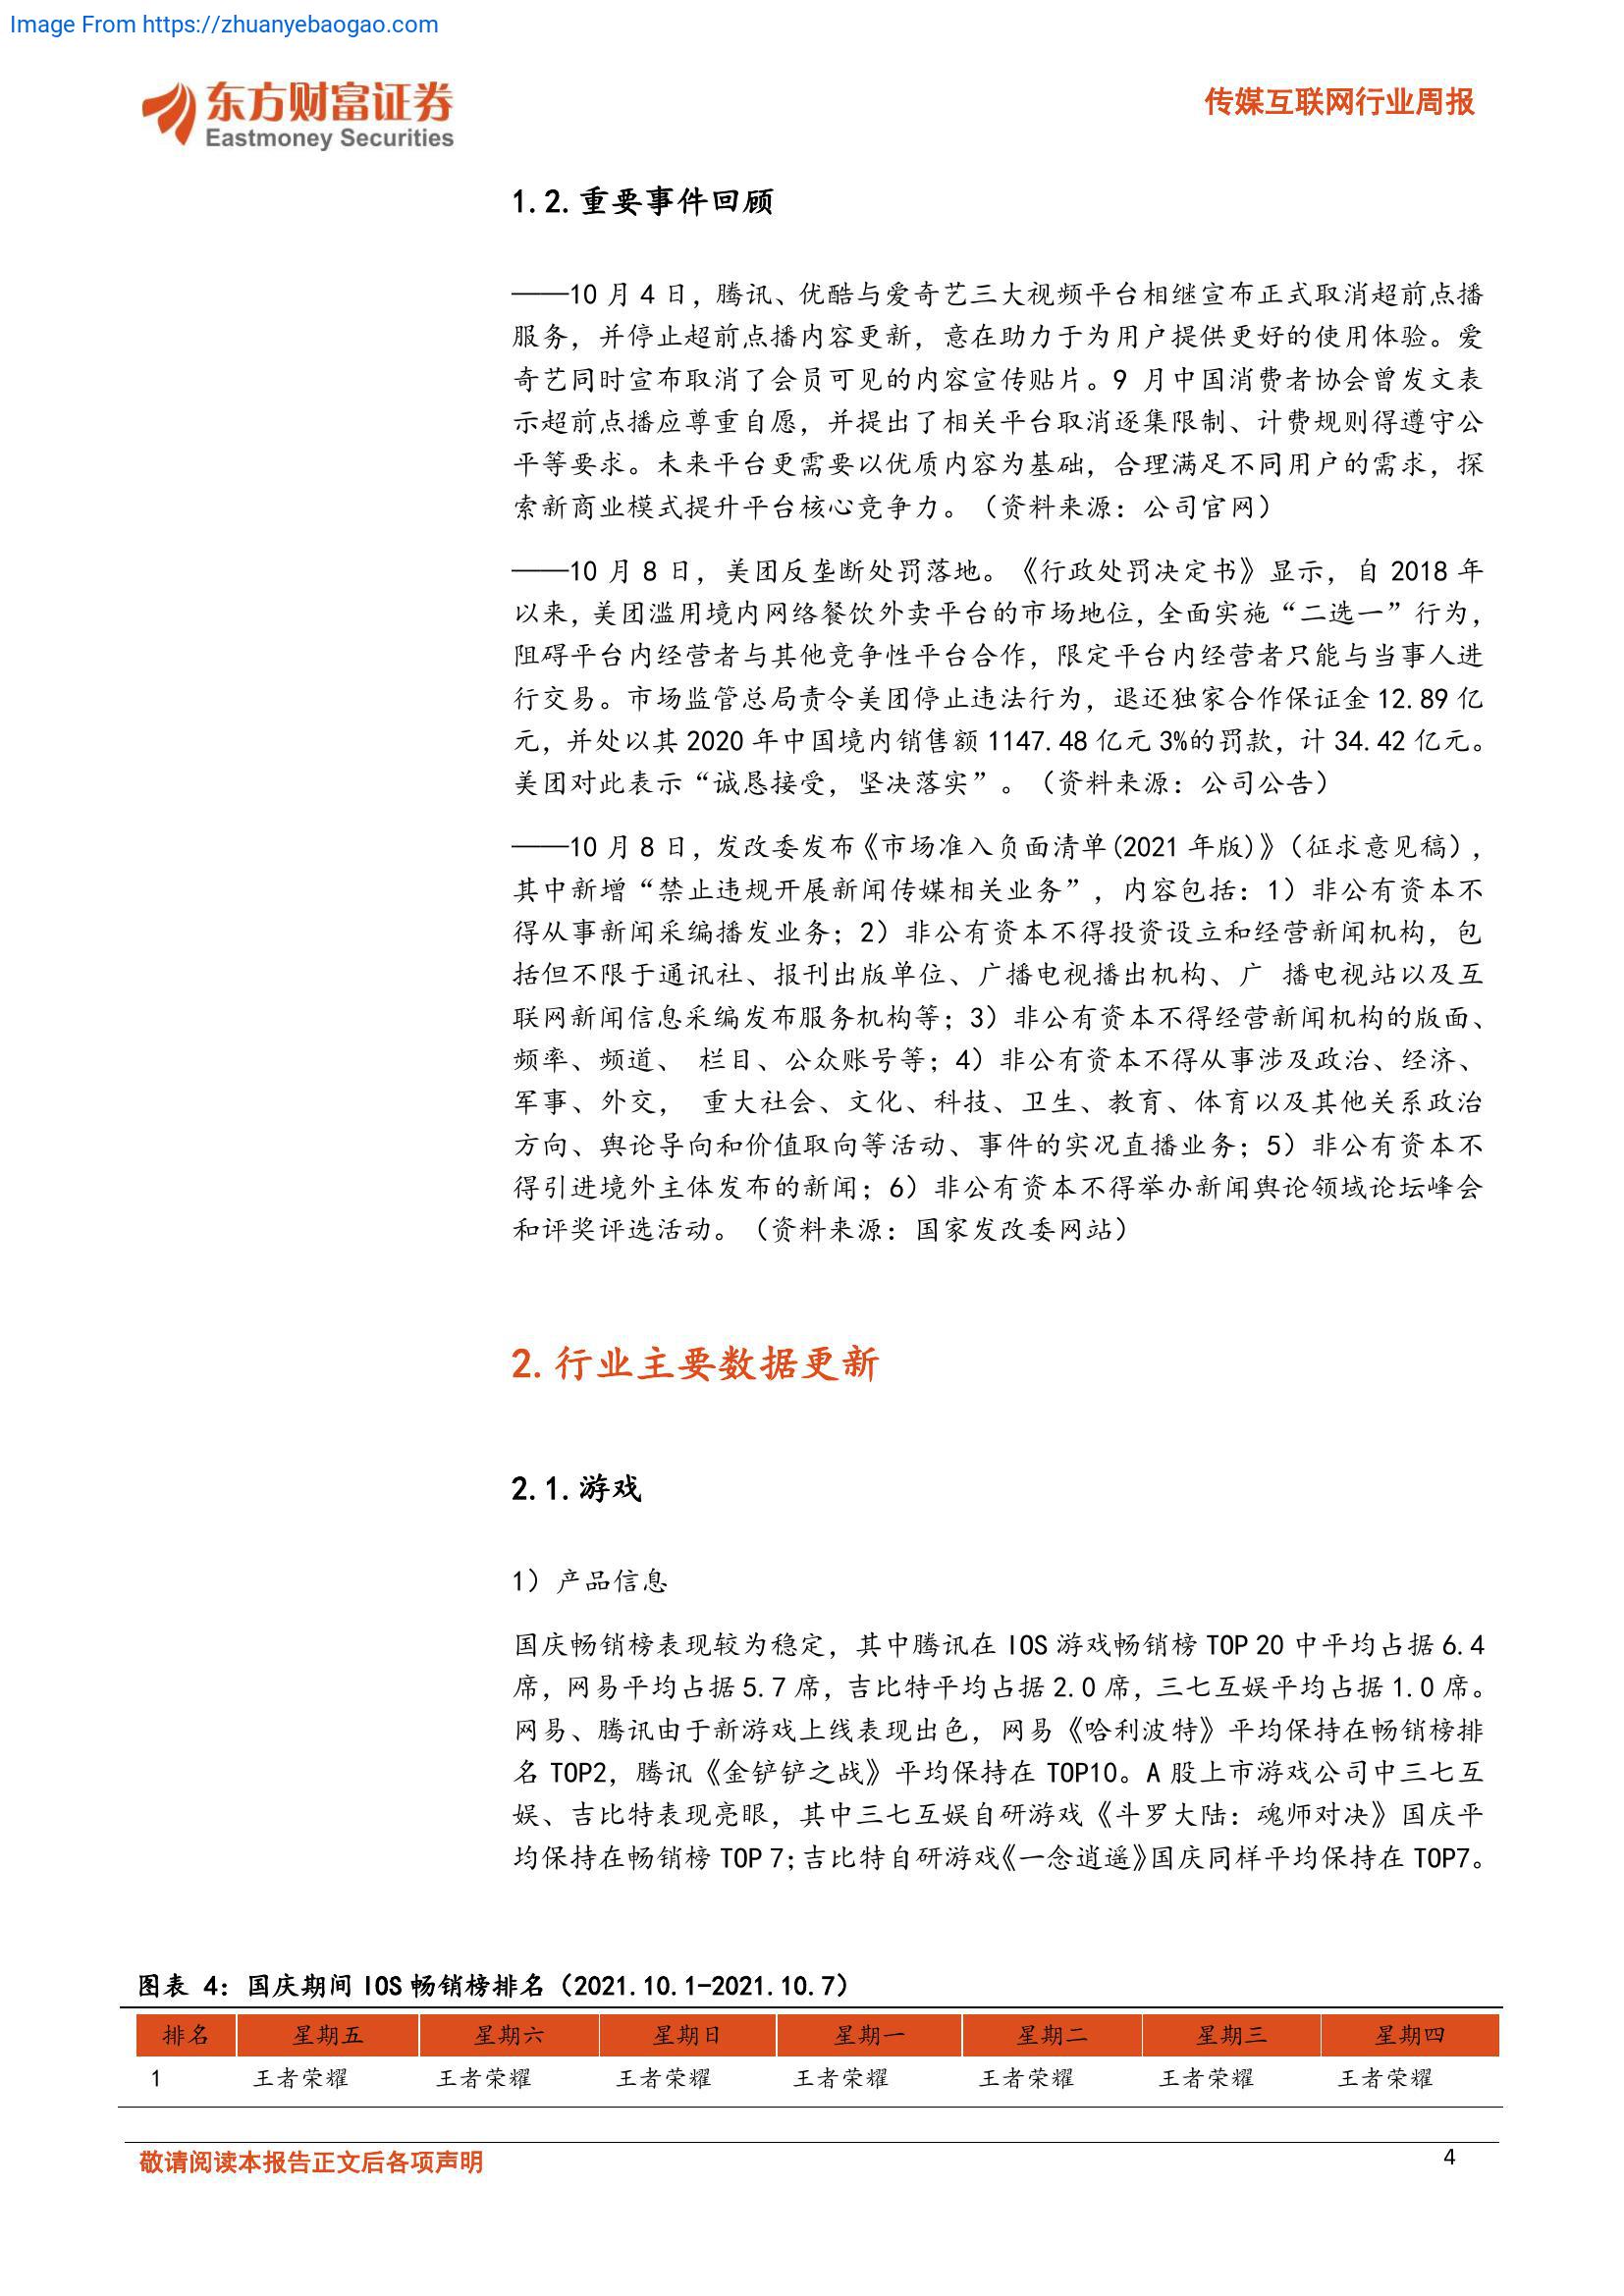 Image From https://zhuanyebaogao.com
东方财富证券
Eastmoney Securities
传媒互联网行业周报
1.2.重要事件回顾
——10 月 4 日，腾讯、优酷与爱奇艺三大视频平台相继宣布正式取消超前点播
服务，并停止超前点播内容更新，意在助力于为用户提供更好的使用体验。爱
奇艺同时宣布取消了会员可见的内容宣传贴片。9 月中国消费者协会曾发文表
示超前点播应尊重自愿，并提出了相关平台取消逐集限制、计费规则得遵守公
平等要求。未来平台更需要以优质内容为基础，合理满足不同用户的需求，探
索新商业模式提升平台核心竞争力。（资料来源：公司官网）
——10 月 8 日，美团反垄断处罚落地。《行政处罚决定书》显示，自 2018 年
以来，美团滥用境内网络餐饮外卖平台的市场地位，全面实施“二选一”行为，
阻碍平台内经营者与其他竞争性平台合作，限定平台内经营者只能与当事人进
行交易。市场监管总局责令美团停止违法行为，退还独家合作保证金 12.89 亿
元，并处以其 2020 年中国境内销售额 1147.48 亿元 3%的罚款，计 34.42 亿元。
美团对此表示“诚恳接受，坚决落实”。（资料来源：公司公告）
——10 月 8 日，发改委发布《市场准入负面清单(2021 年版)》（征求意见稿），
其中新增“禁止违规开展新闻传媒相关业务”，内容包括：1）非公有资本不
得从事新闻采编播发业务；2）非公有资本不得投资设立和经营新闻机构，包
括但不限于通讯社、报刊出版单位、广播电视播出机构、广 播电视站以及互
联网新闻信息采编发布服务机构等；3）非公有资本不得经营新闻机构的版面、
频率、频道、 栏目、公众账号等；4）非公有资本不得从事涉及政治、经济、
军事、外交， 重大社会、文化、科技、卫生、教育、体育以及其他关系政治
方向、舆论导向和价值取向等活动、事件的实况直播业务；5）非公有资本不
得引进境外主体发布的新闻；6）非公有资本不得举办新闻舆论领域论坛峰会
和评奖评选活动。（资料来源：国家发改委网站）
2.行业主要数据更新
2.1.游戏
1）产品信息
国庆畅销榜表现较为稳定，其中腾讯在 IOS 游戏畅销榜 TOP 20 中平均占据 6.4
席，网易平均占据 5.7 席，吉比特平均占据 2.0 席，三七互娱平均占据 1.0 席。
网易、腾讯由于新游戏上线表现出色，网易《哈利波特》平均保持在畅销榜排
名 TOP2，腾讯《金铲铲之战》平均保持在 TOP10。A 股上市游戏公司中三七互
娱、吉比特表现亮眼，其中三七互娱自研游戏《斗罗大陆：魂师对决》国庆平
均保持在畅销榜 TOP 7；吉比特自研游戏《一念逍遥》国庆同样平均保持在 TOP7。
图表 4：国庆期间 IOS 畅销榜排名（2021.10.1-2021.10.7）
排名 星期五 星期六 星期日 星期一 星期二 星期三 星期四
1 王者荣耀 王者荣耀 王者荣耀 王者荣耀 王者荣耀 王者荣耀 王者荣耀
敬请阅读本报告正文后各项声明
4